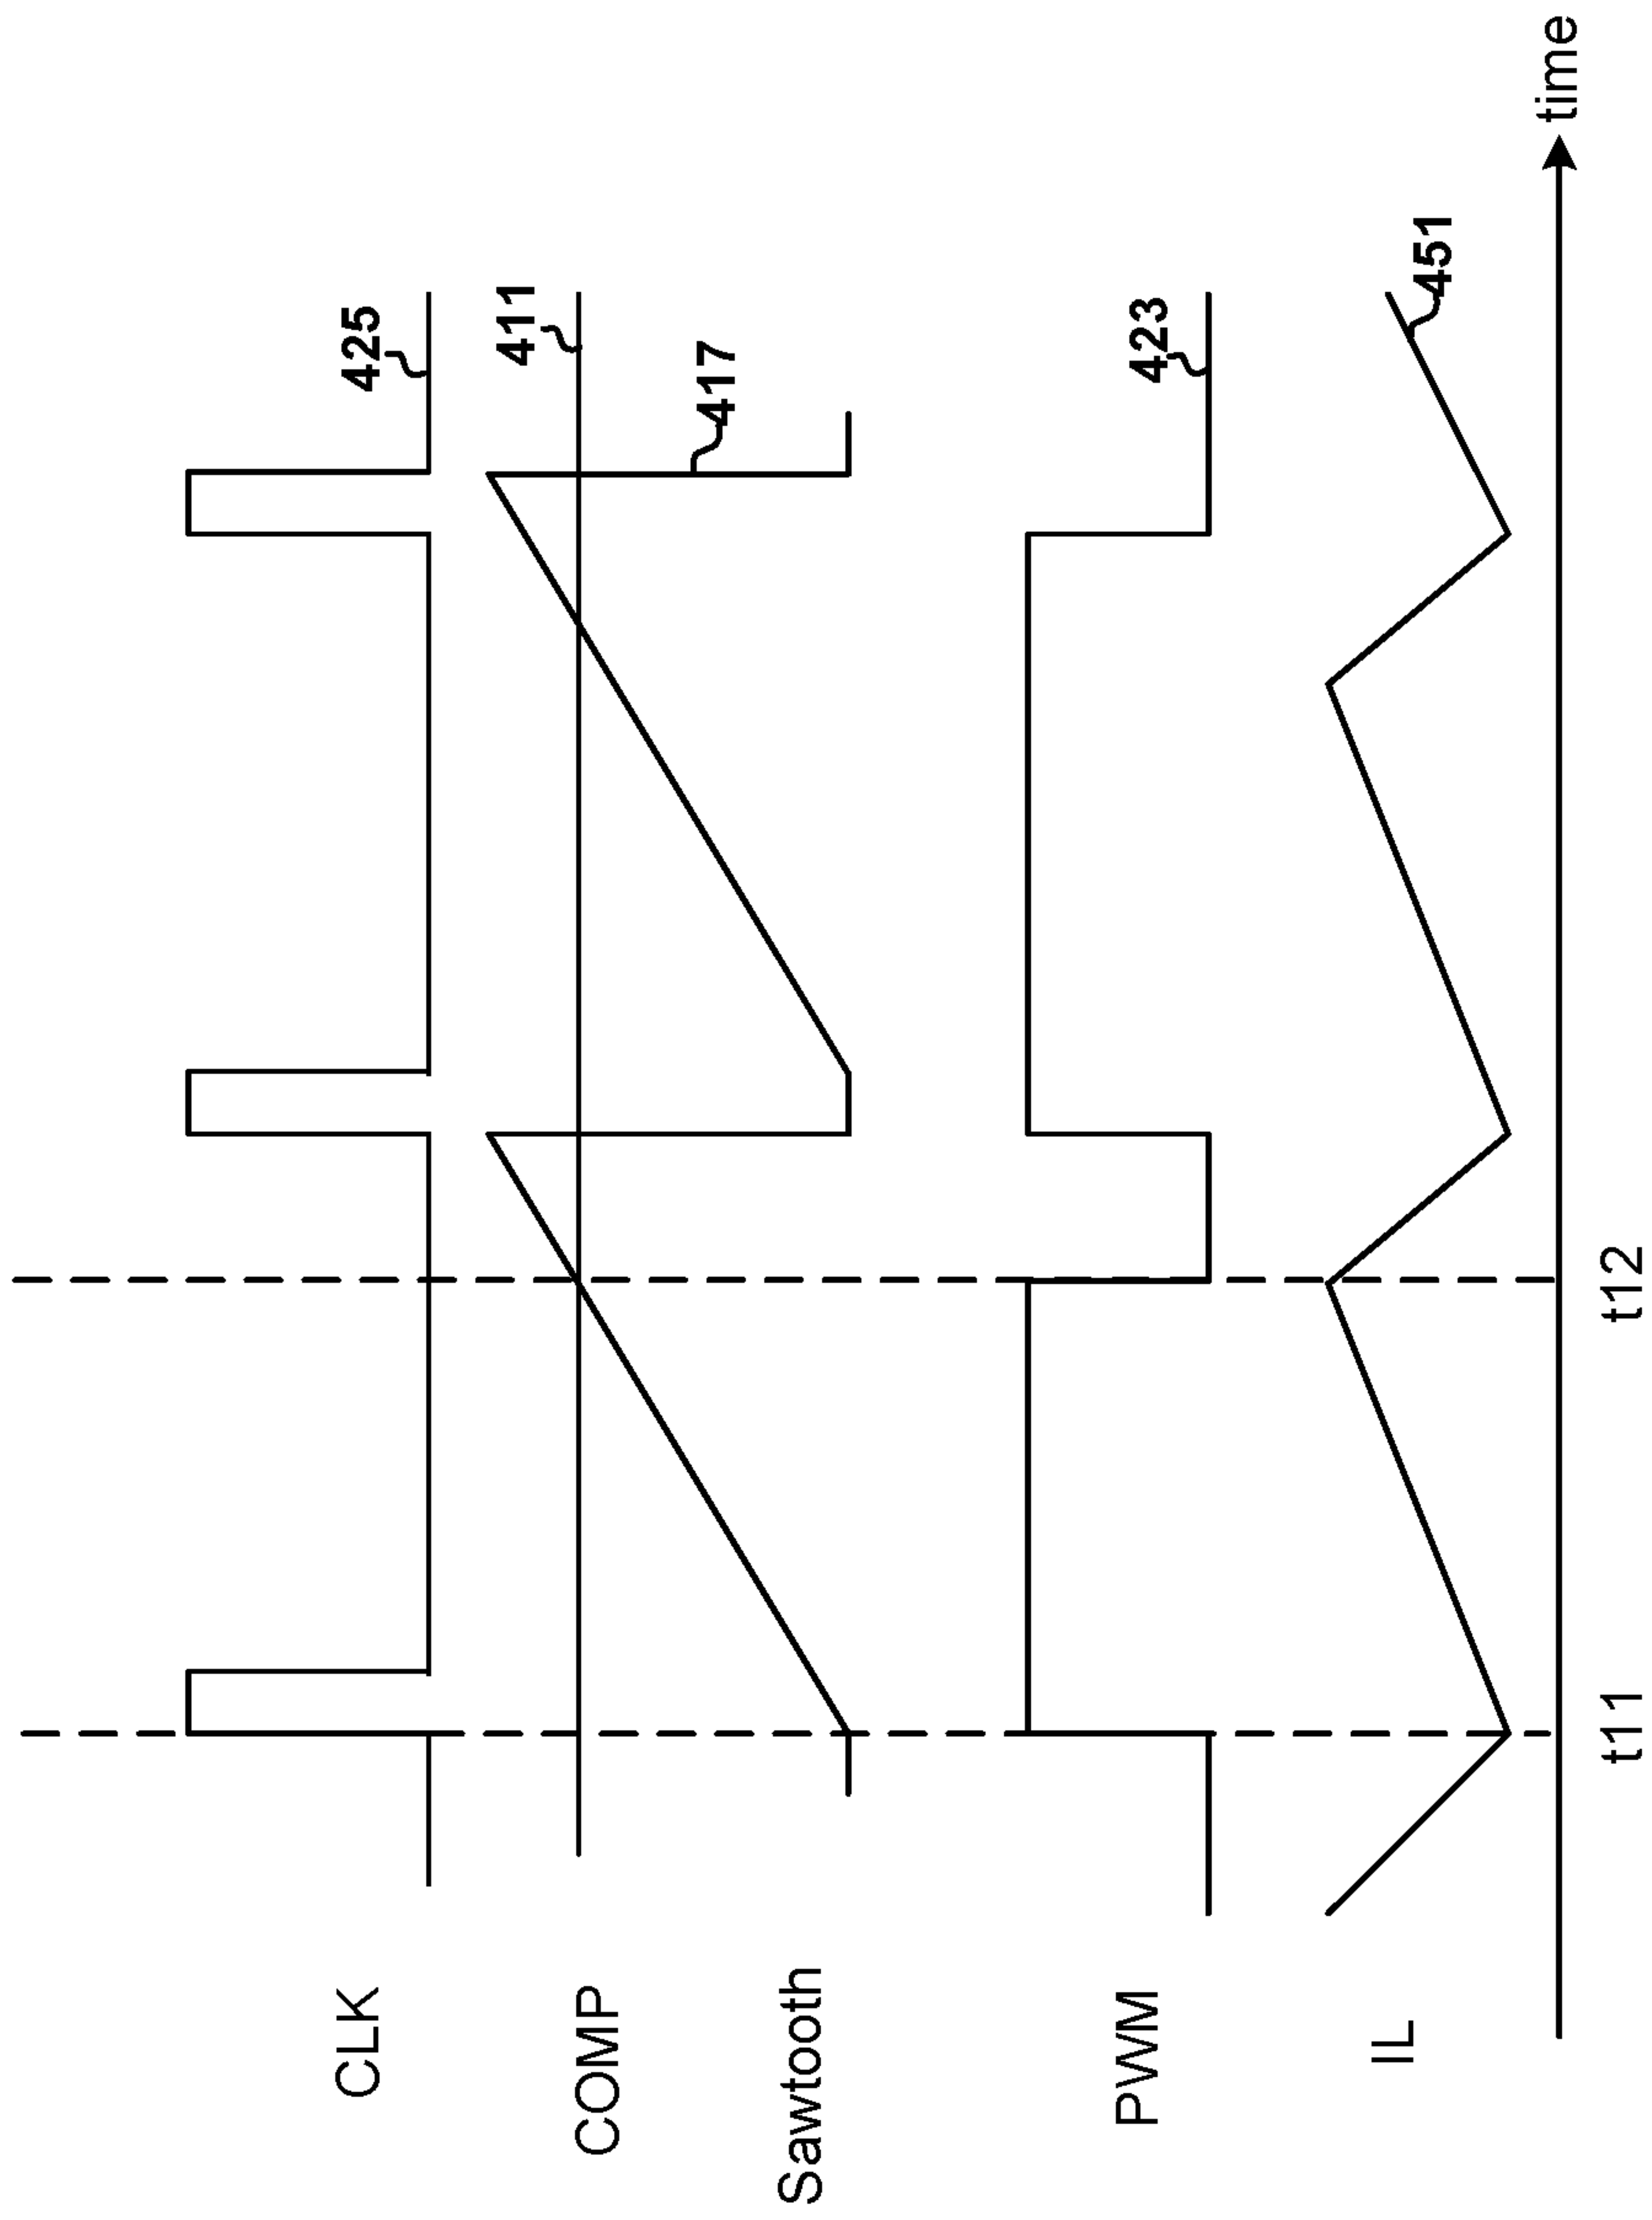 CLK
425
COMP
411
Sawtooth
417
PWM
423
IL
451
time
t11
t12